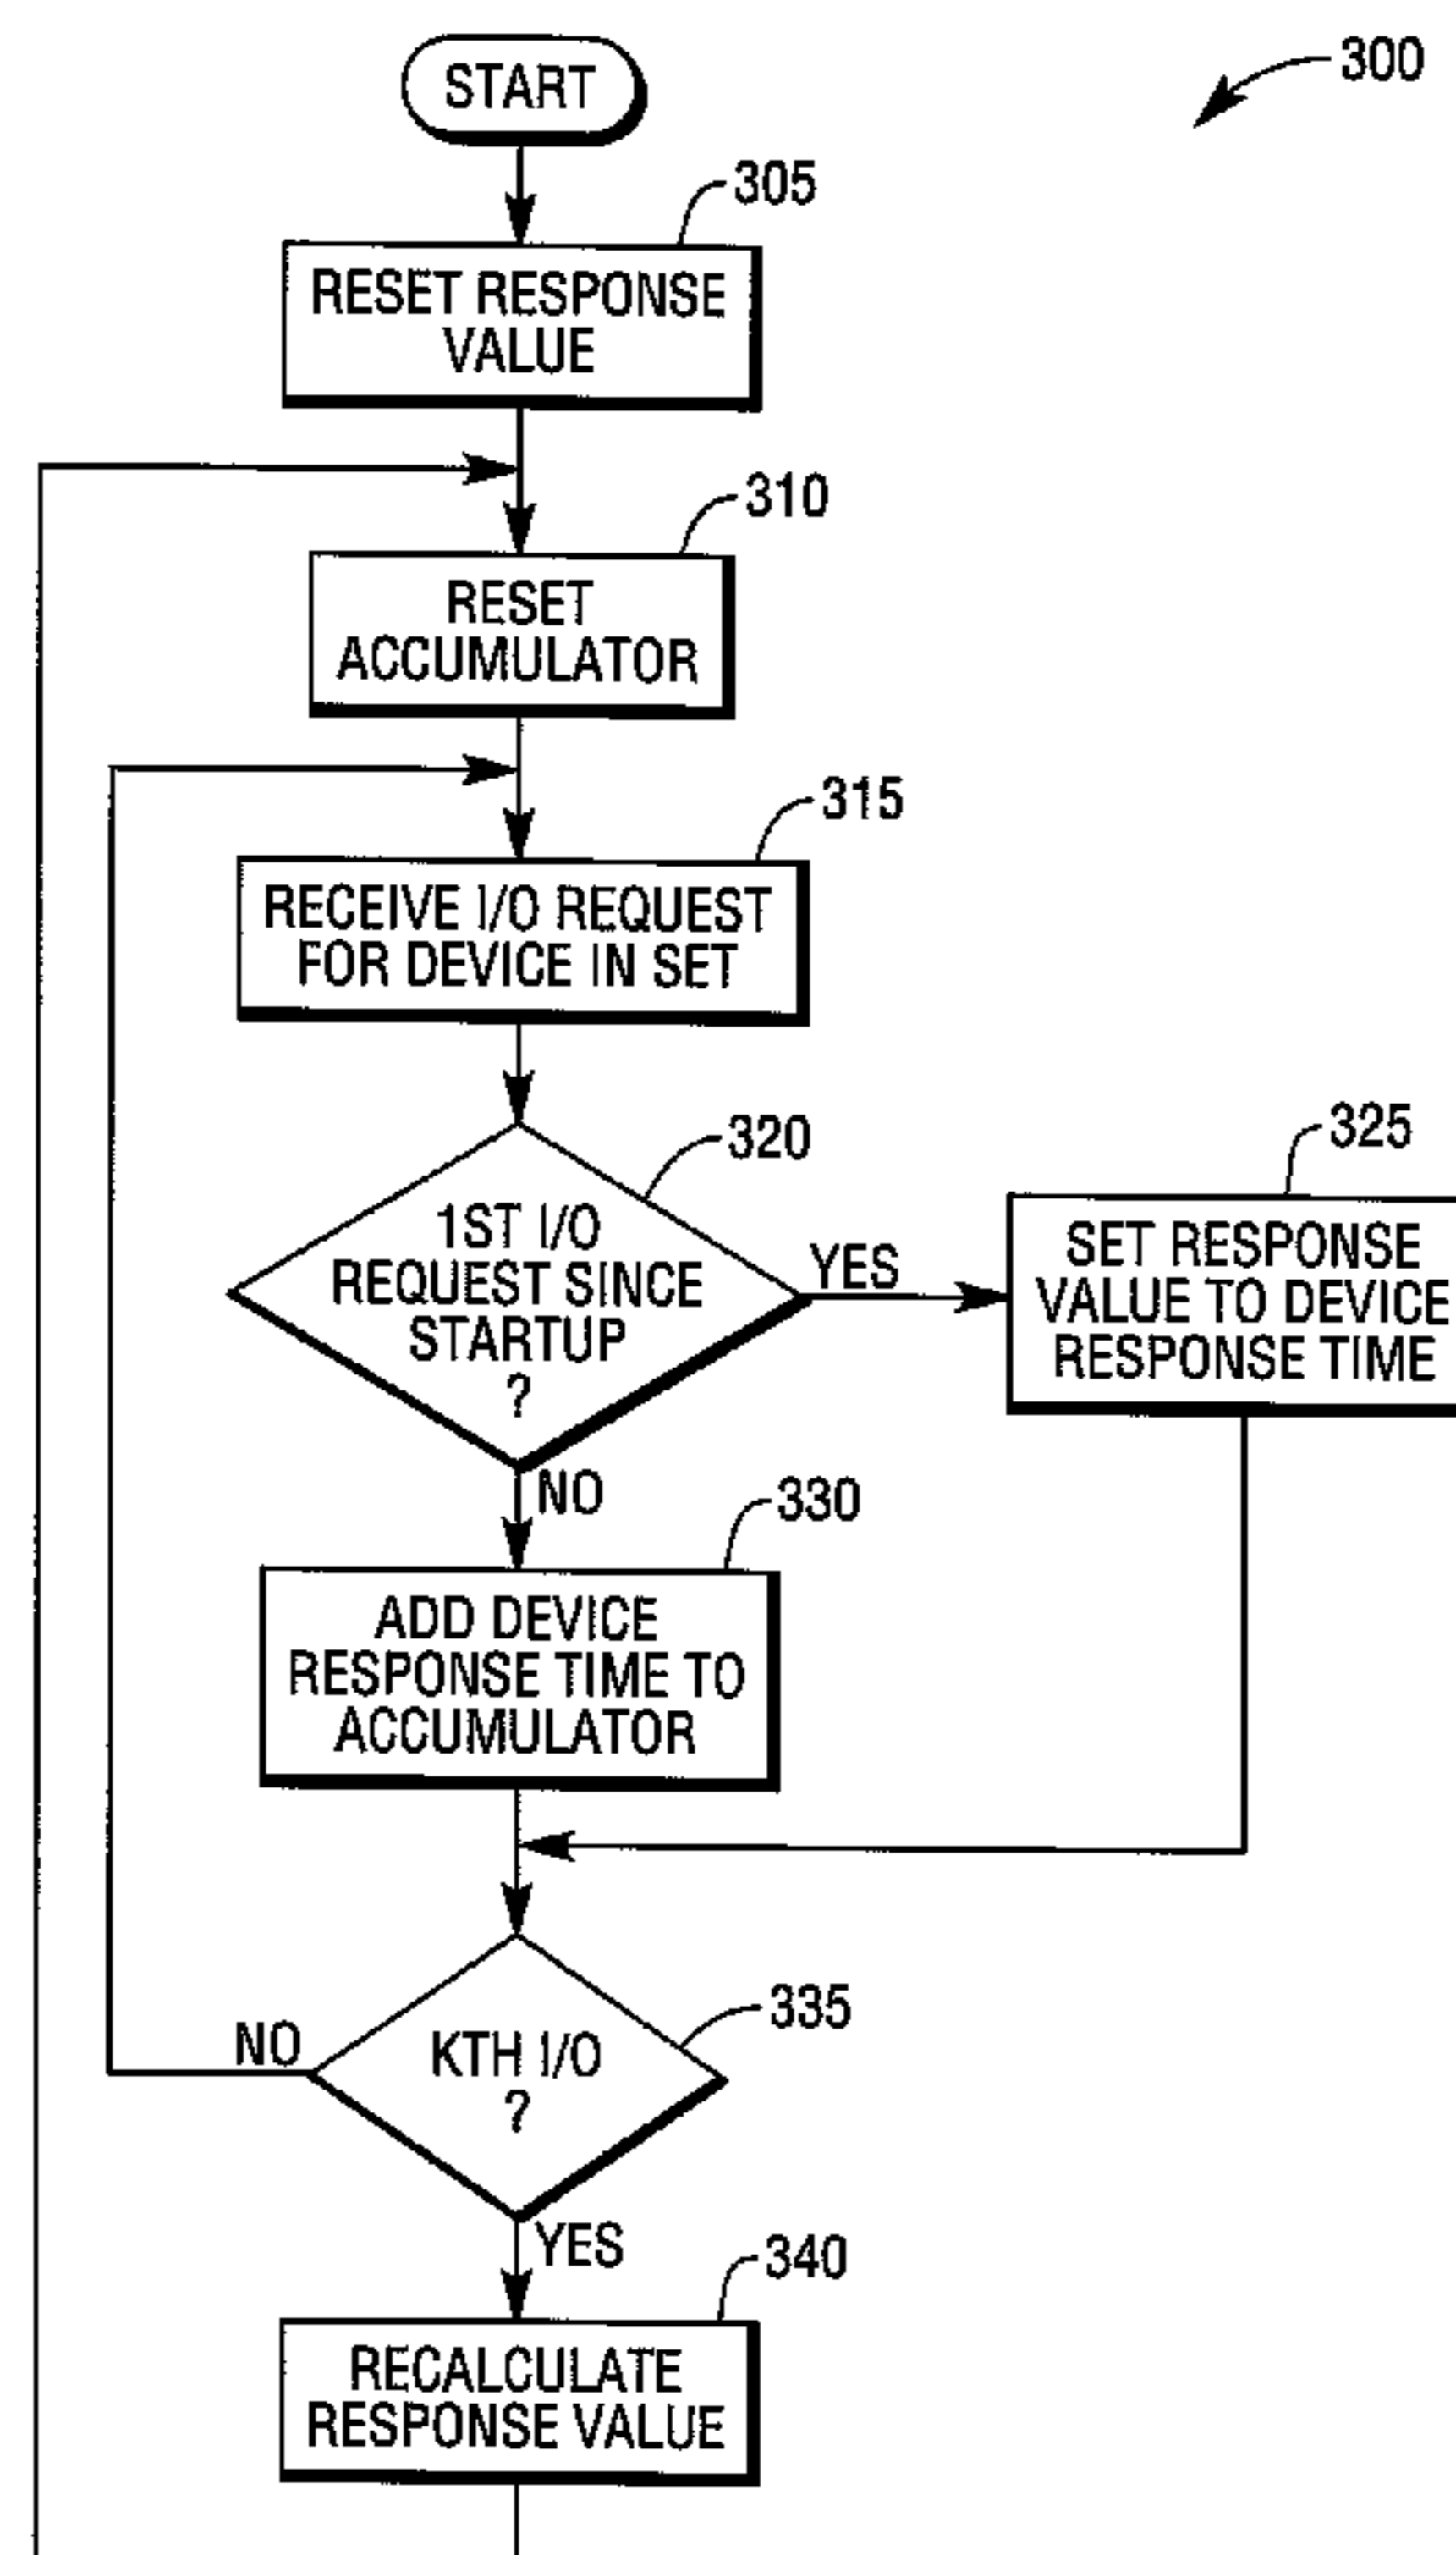 START
300
305
RESET RESPONSE
VALUE
310
RESET
ACCUMULATOR
315
RECEIVE I/O REQUEST
FOR DEVICE IN SET
320
1ST I/O
REQUEST SINCE
STARTUP
?
YES
325
SET RESPONSE
VALUE TO DEVICE
RESPONSE TIME
NO
330
ADD DEVICE
RESPONSE TIME TO
ACCUMULATOR
335
KTH I/O
?
NO
YES
340
RECALCULATE
RESPONSE VALUE